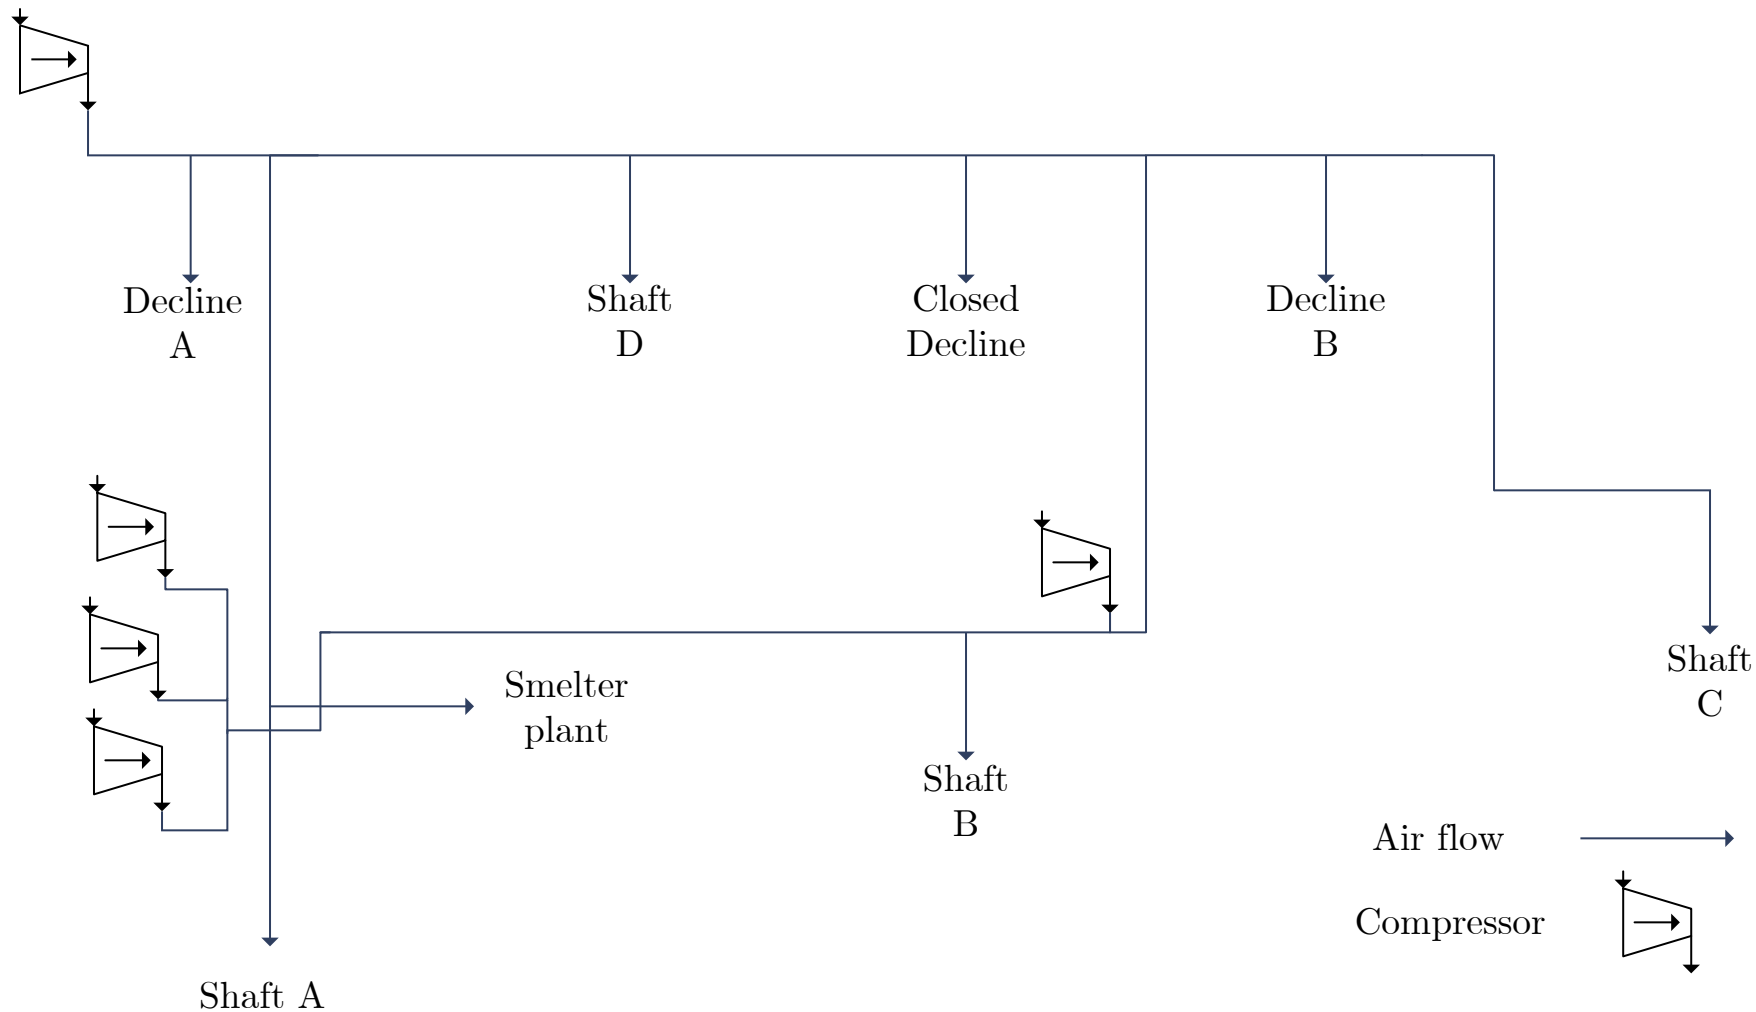 Decline
A
Shaft
D
Closed
Decline
Decline
B
Smelter
plant
Shaft
C
Shaft
B
Air flow
Compressor
Shaft A